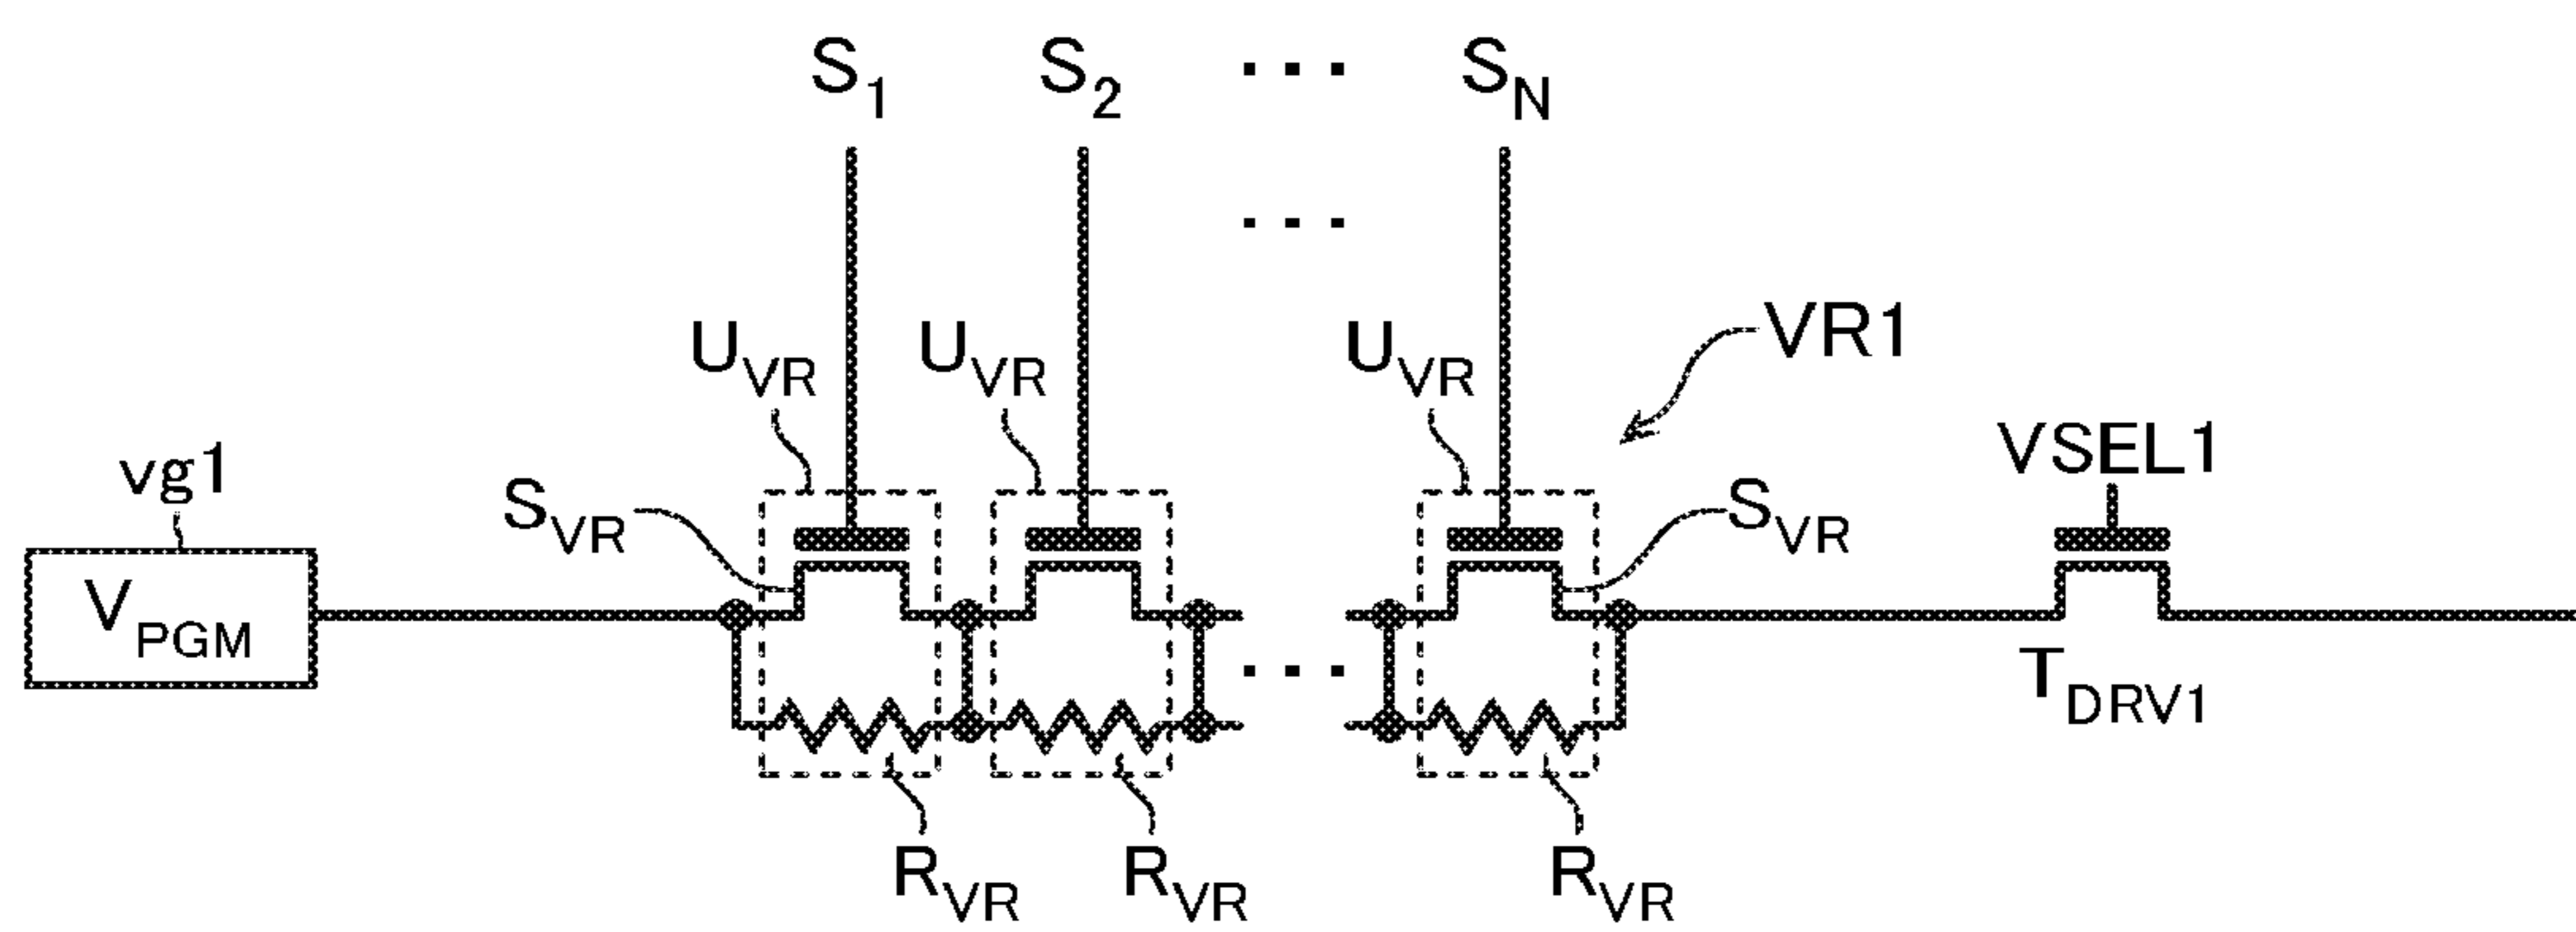 S1 S2 ... SN
...
UVR UVR UVR VR1
vg1 SVR SVR VSEL1
VPGM
... TDRV1
RVR RVR RVR